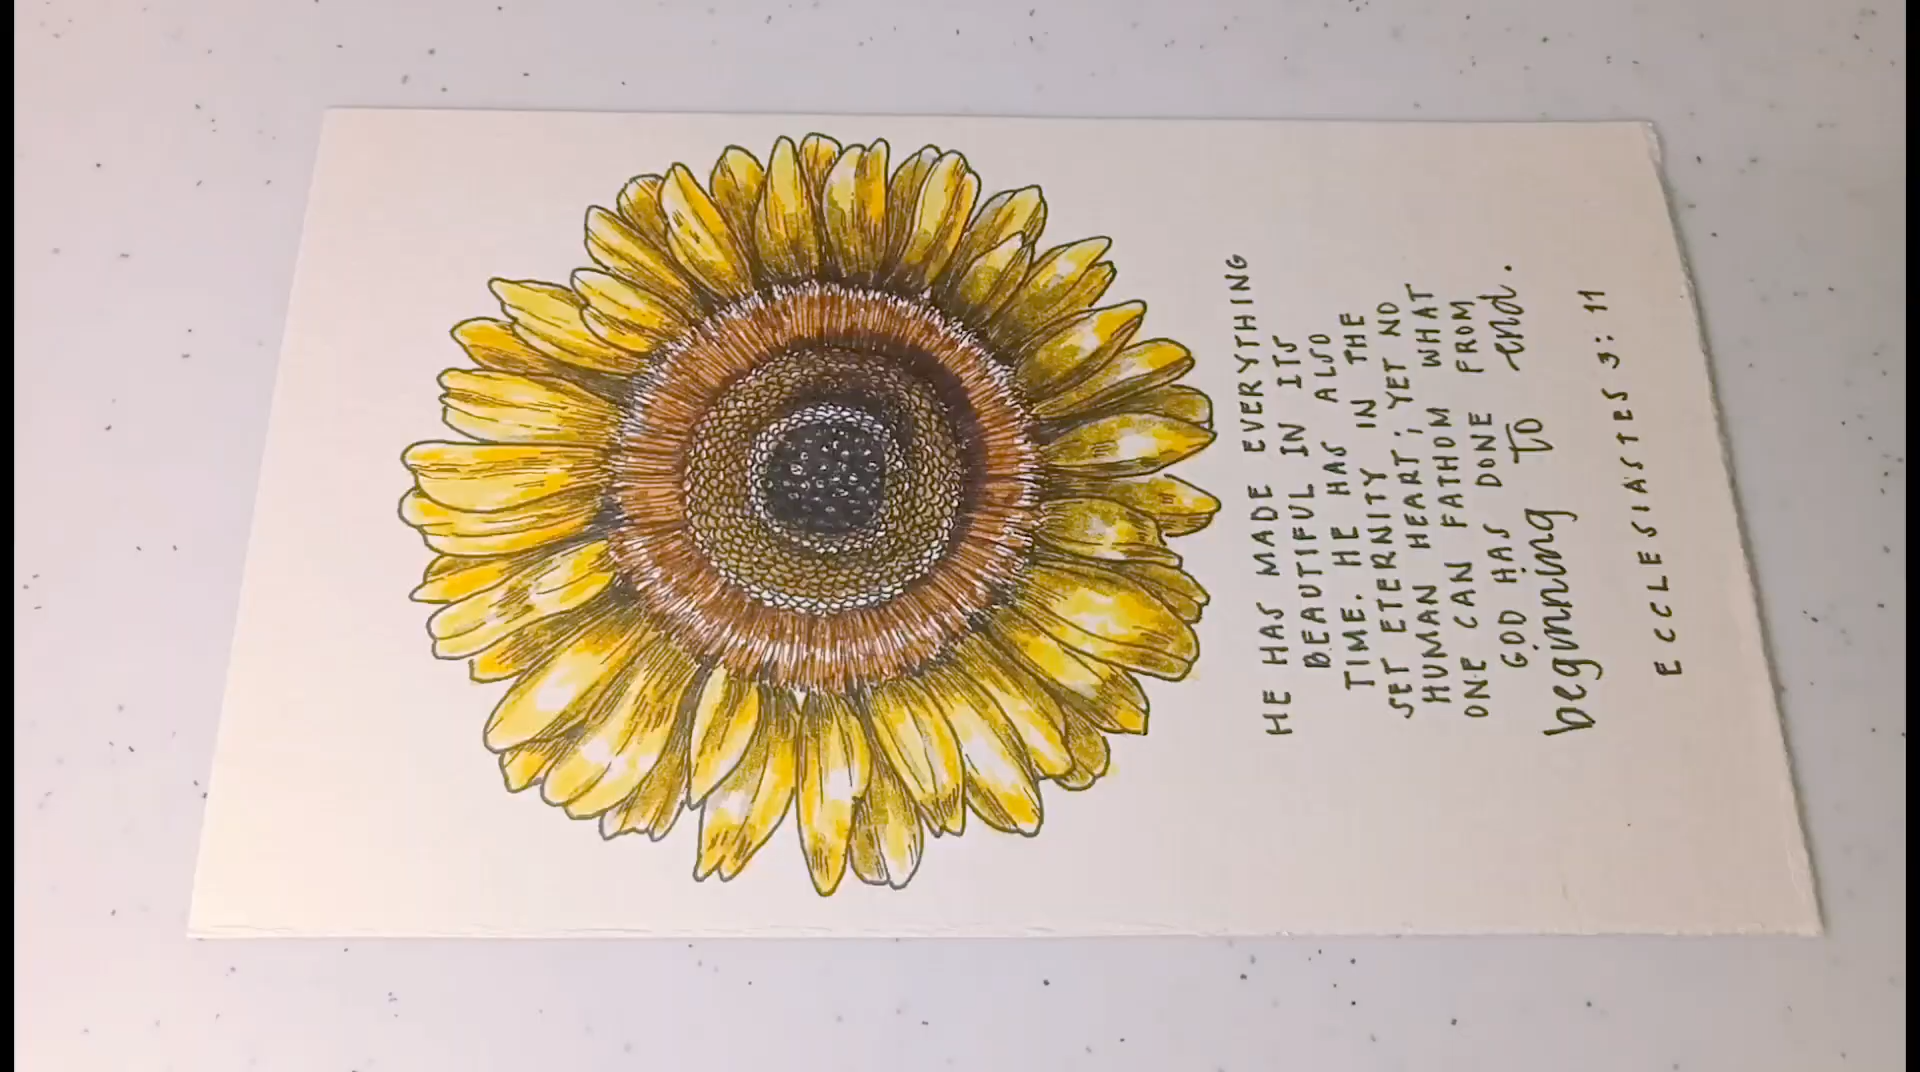 HE HAS MADE EVERYTHING
BEAUTIFUL IN ITS
TIME. HE HAS ALSO
SET ETERNITY IN THE
HUMAN HEART; YET NO
ONE CAN FATHOM WHAT
GOD HAS DONE FROM
beginning TO end.
ECCLESIASTES 3:11